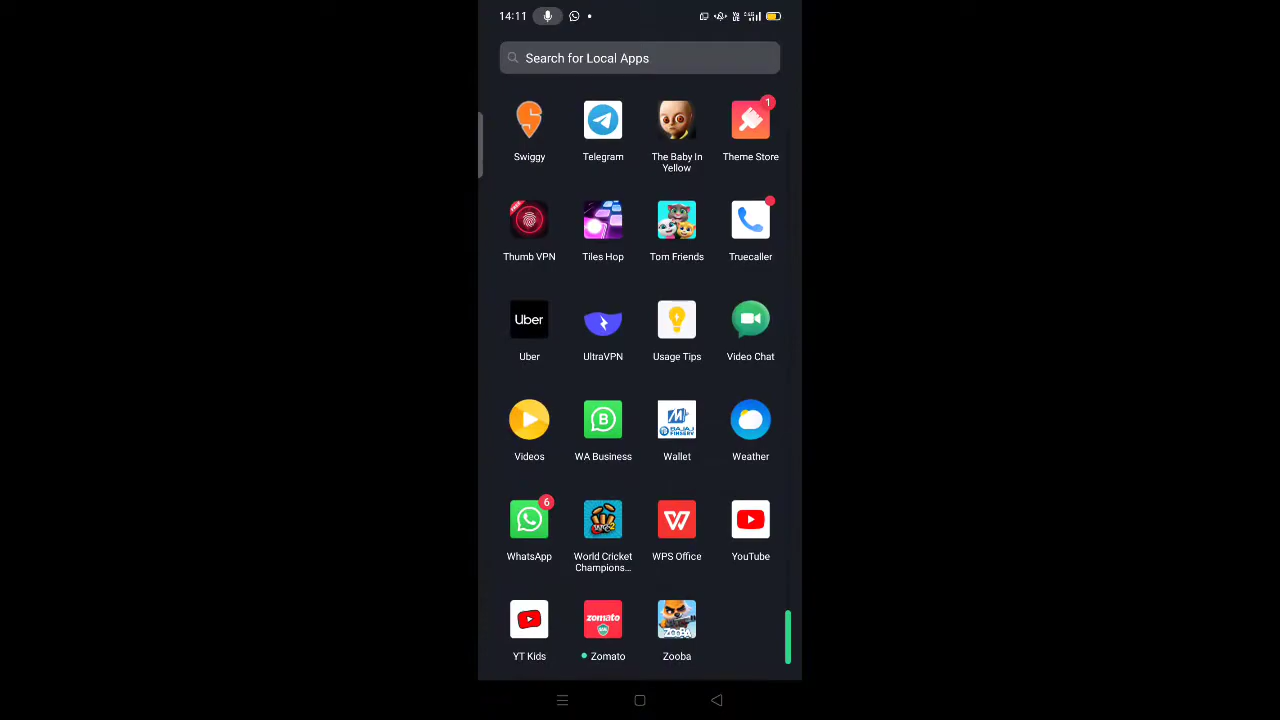 14:11
Search for Local Apps
1
Swiggy
Telegram
The Baby In
Yellow
Theme Store
Thumb VPN
Tiles Hop
Tom Friends
Truecaller
Uber
Uber
UltraVPN
Usage Tips
Video Chat
B
BAJAJ
FINSERV
Videos
WA Business
Wallet
Weather
6
W
WhatsApp
World Cricket
Champions...
WPS Office
YouTube
zomato
ZOOBA
YT Kids
Zomato
Zooba